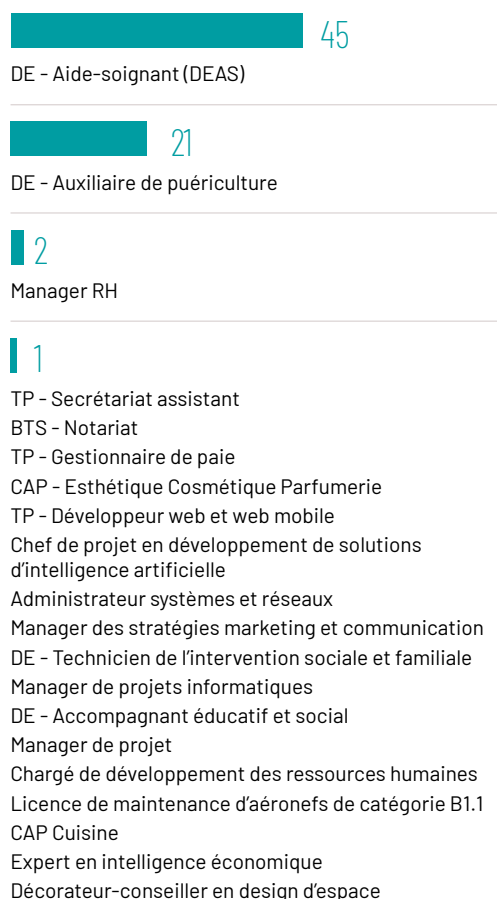 45
DE - Aide-soignant (DEAS)
21
DE - Auxiliaire de puériculture
2
Manager RH
1
TP - Secrétariat assistant
BTS - Notariat
TP - Gestionnaire de paie
CAP - Esthétique Cosmétique Parfumerie
TP - Développeur web et web mobile
Chef de projet en développement de solutions
d’intelligence artificielle
Administrateur systèmes et réseaux
Manager des stratégies marketing et communication
DE - Technicien de l’intervention sociale et familiale
Manager de projets informatiques
DE - Accompagnant éducatif et social
Manager de projet
Chargé de développement des ressources humaines
Licence de maintenance d’aéronefs de catégorie B1.1
CAP Cuisine
Expert en intelligence économique
Décorateur-conseiller en design d’espace